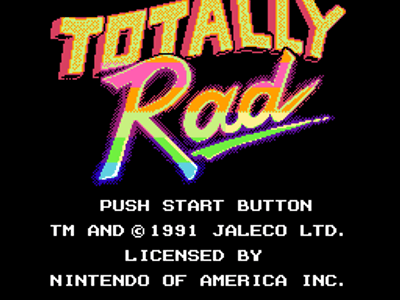 TOTALLY
Rad
PUSH START BUTTON
TM AND © 1991 JALECO LTD.
LICENSED BY
NINTENDO OF AMERICA INC.